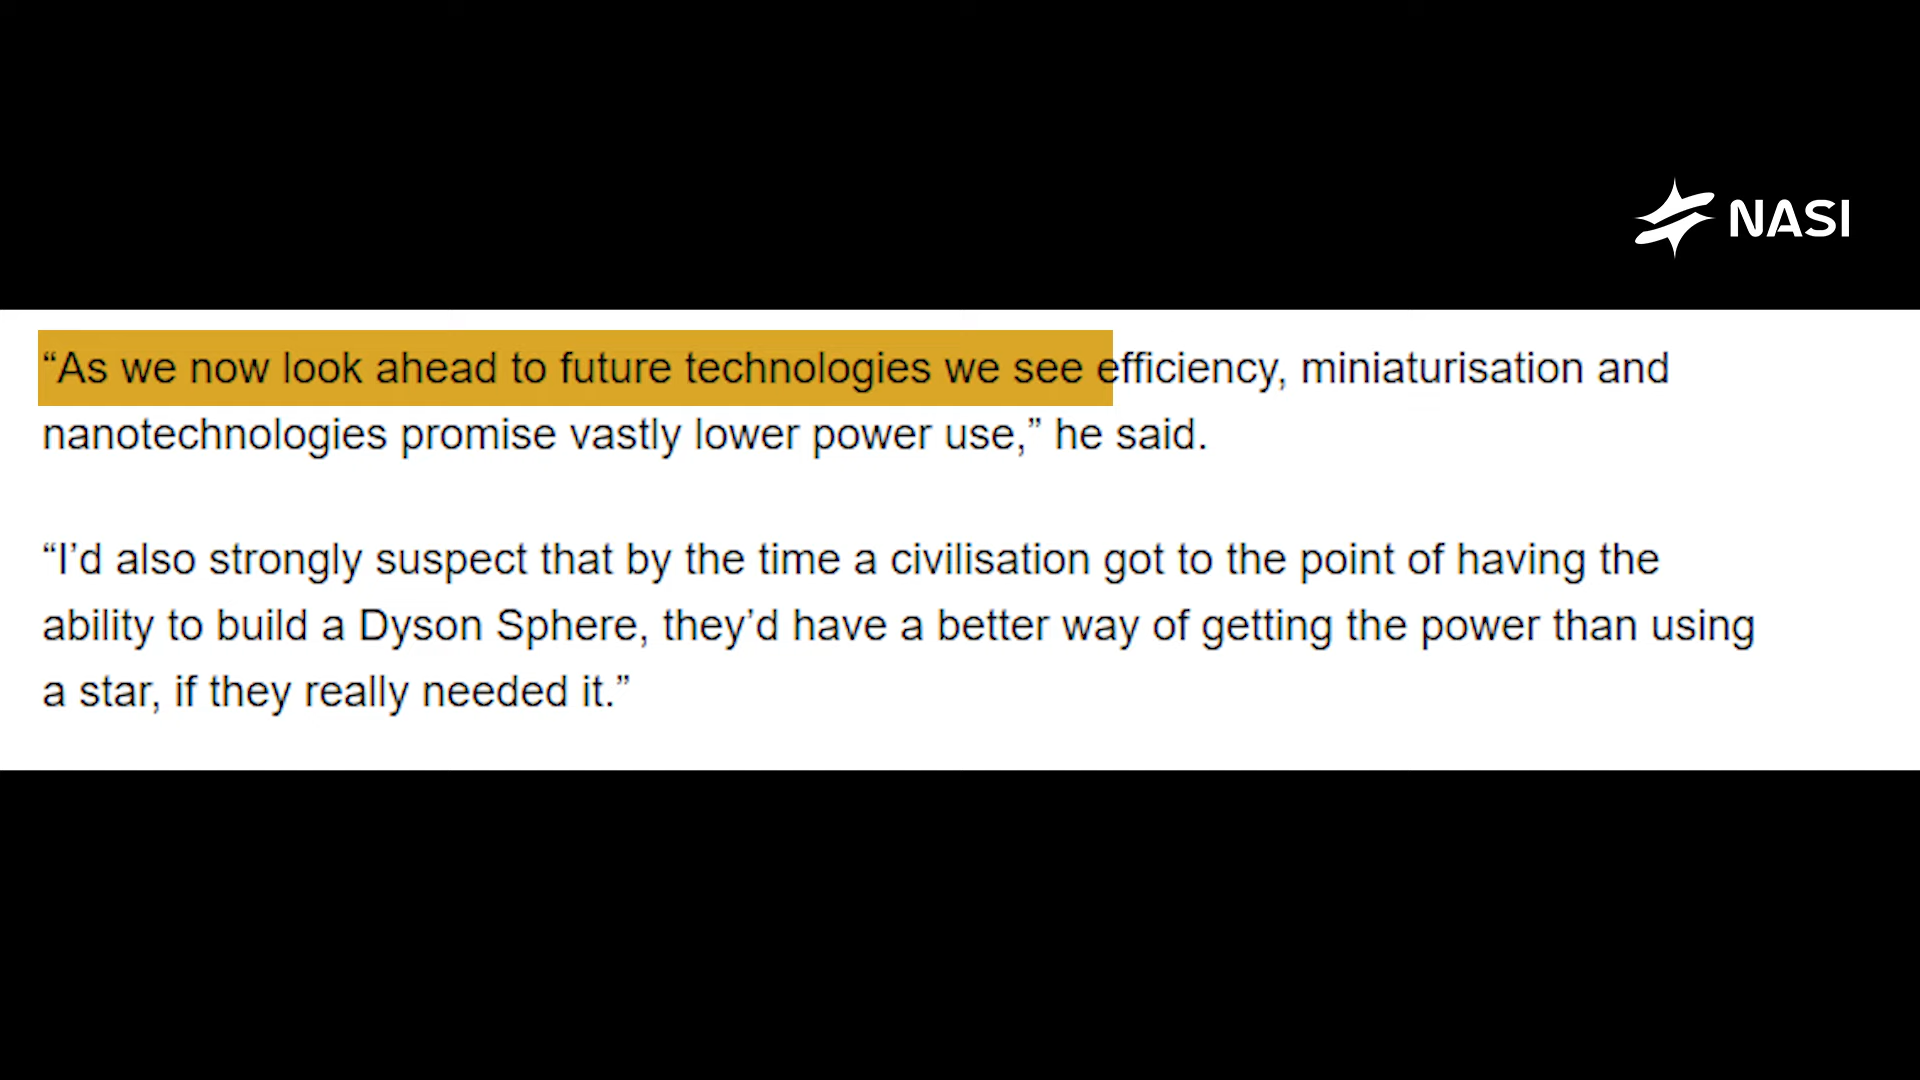 NASI
“As we now look ahead to future technologies we see efficiency, miniaturisation and
nanotechnologies promise vastly lower power use,” he said.
“I’d also strongly suspect that by the time a civilisation got to the point of having the
ability to build a Dyson Sphere, they’d have a better way of getting the power than using
a star, if they really needed it.”